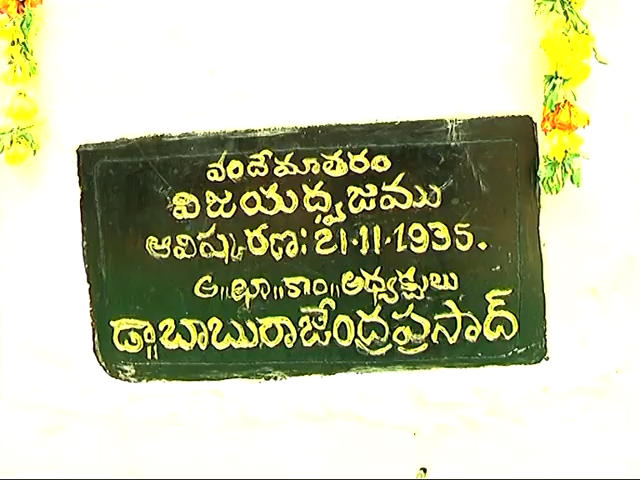 వందేమాతరం
విజయధ్వజము
ఆవిష్కరణ: 21.11.1935.
అ॥ఖా॥కాం॥అధ్యక్షులు
డ్బాబాబురాజేంద్రప్రసాద్